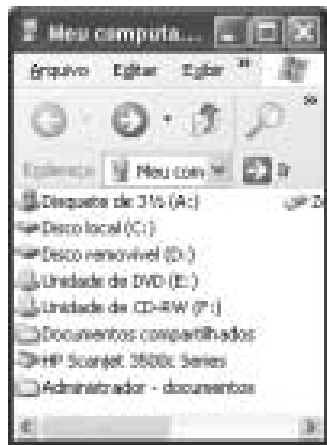 Meu computa...
Arquivo Editar Exibir »
»
Endereço Meu com Ir
Disquete de 3½ (A:)
Disco local (C:)
Disco removível (D:)
Unidade de DVD (E:)
Unidade de CD-RW (F:)
Documentos compartilhados
HP Scanjet 3500c Series
Administrador - documentos